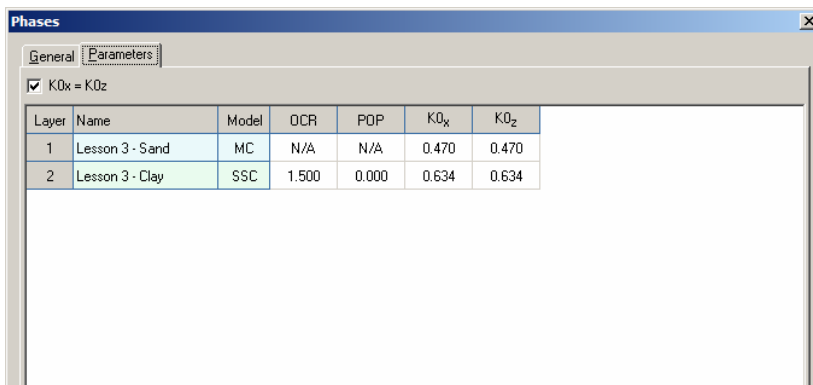 Phases
General Parameters
K0x = K0z
Layer Name Model OCR POP K0x K0z
1 Lesson 3 - Sand MC N/A N/A 0.470 0.470
2 Lesson 3 - Clay SSC 1.500 0.000 0.634 0.634